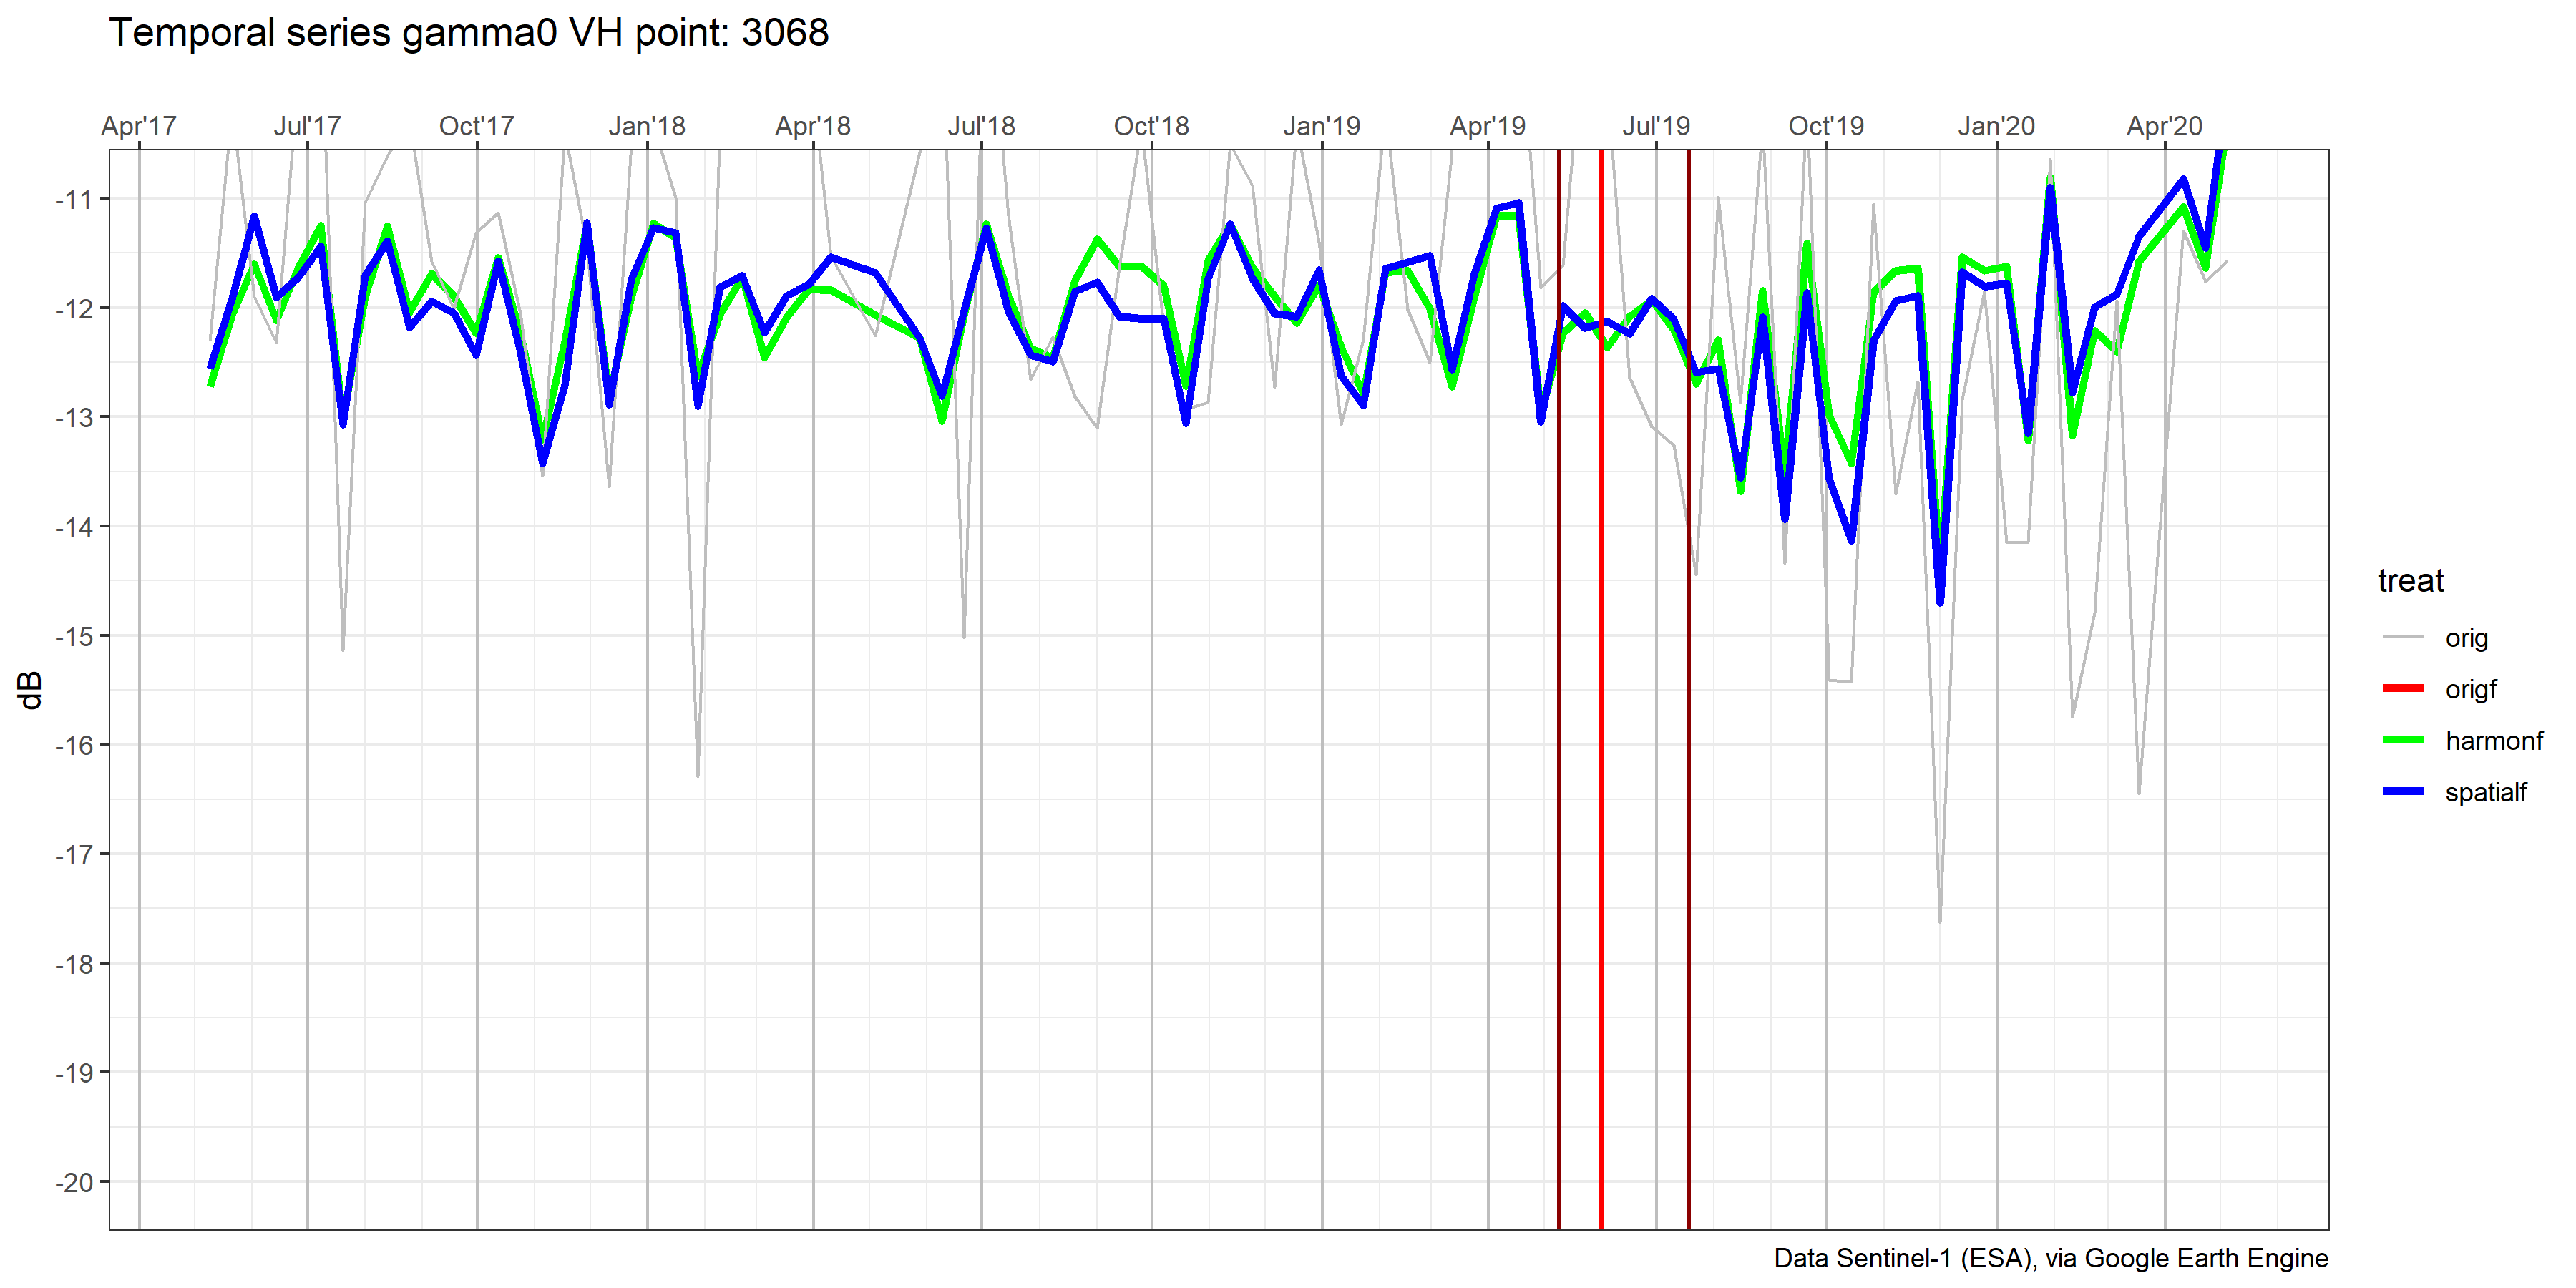 Temporal series gamma0 VH point: 3068
Apr'17 Jul'17 Oct'17 Jan'18 Apr'18 Jul'18 Oct'18 Jan'19 Apr'19 Jul'19 Oct'19 Jan'20 Apr'20
-11
-12
-13
-14
-15
-16
-17
-18
-19
-20
dB
treat
orig
origf
harmonf
spatialf
Data Sentinel-1 (ESA), via Google Earth Engine